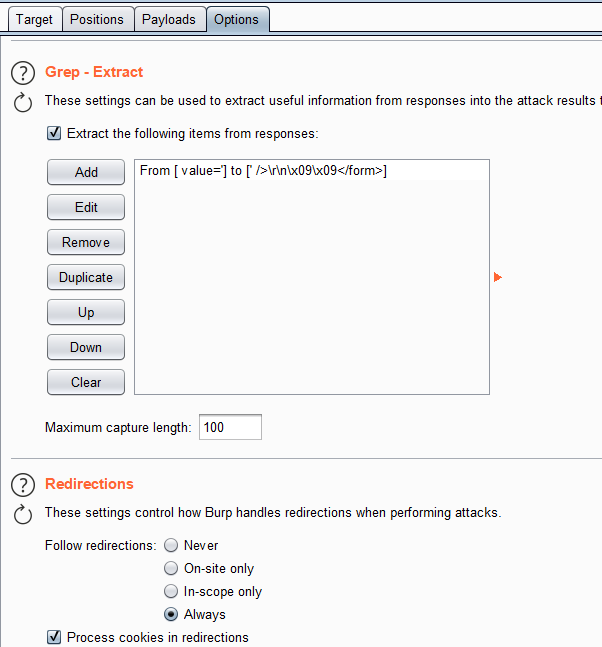 Target Positions Payloads Options
? Grep - Extract
These settings can be used to extract useful information from responses into the attack results
Extract the following items from responses:
Add
From [ value='] to [' />\r\n\x09\x09</form>]
Edit
Remove
Duplicate
Up
Down
Clear
Maximum capture length: 100
? Redirections
These settings control how Burp handles redirections when performing attacks.
Follow redirections: Never
On-site only
In-scope only
Always
Process cookies in redirections